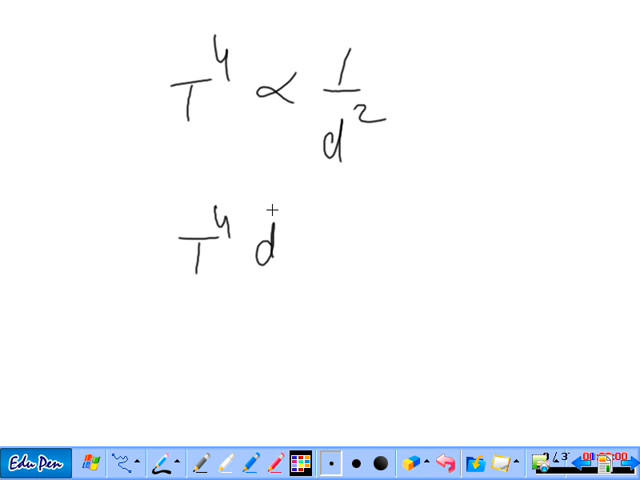 T⁴ ∝ 1/d²
T⁴ d
Edu Pen